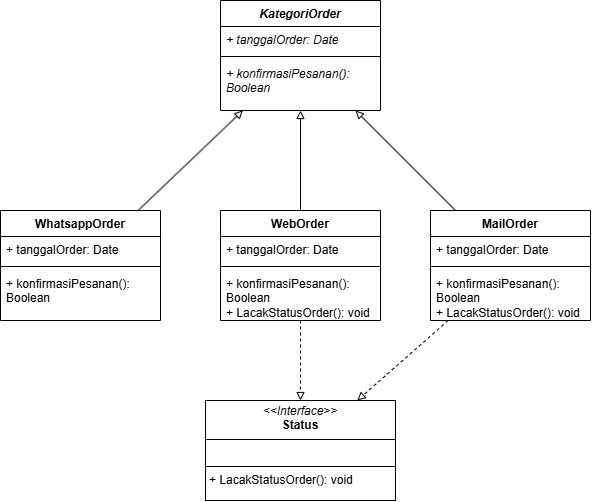 KategoriOrder
+ tanggalOrder: Date
+ konfirmasiPesanan():
Boolean
WhatsappOrder
+ tanggalOrder: Date
+ konfirmasiPesanan():
Boolean
WebOrder
+ tanggalOrder: Date
+ konfirmasiPesanan():
Boolean
+ LacakStatusOrder(): void
MailOrder
+ tanggalOrder: Date
+ konfirmasiPesanan():
Boolean
+ LacakStatusOrder(): void
<<Interface>>
Status
+ LacakStatusOrder(): void